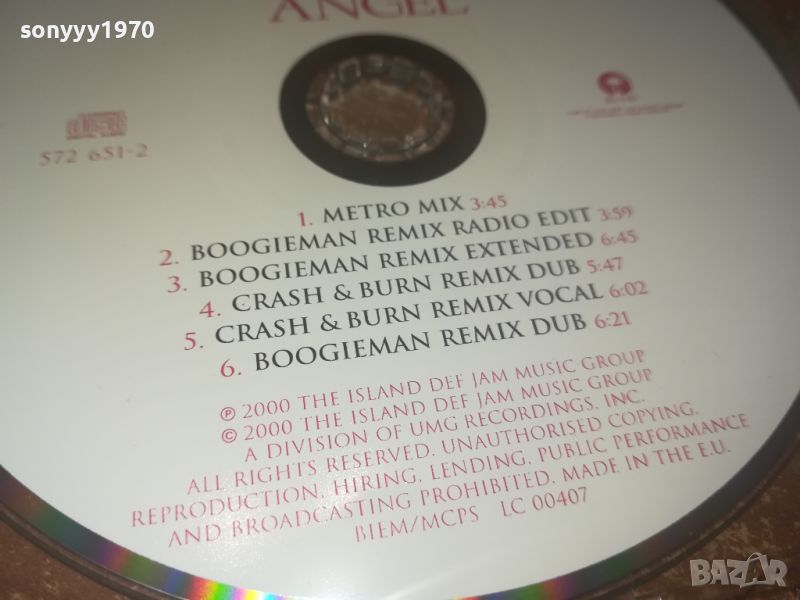 sonyyy1970
ANGEL
572 651-2
1. METRO MIX 3:45
2. BOOGIEMAN REMIX RADIO EDIT 3:59
3. BOOGIEMAN REMIX EXTENDED 6:45
4. CRASH & BURN REMIX DUB 5:47
5. CRASH & BURN REMIX VOCAL 6:02
6. BOOGIEMAN REMIX DUB 6:21
℗ 2000 THE ISLAND DEF JAM MUSIC GROUP
© 2000 THE ISLAND DEF JAM MUSIC GROUP
A DIVISION OF UMG RECORDINGS, INC.
ALL RIGHTS RESERVED. UNAUTHORISED COPYING,
REPRODUCTION, HIRING, LENDING, PUBLIC PERFORMANCE
AND BROADCASTING PROHIBITED. MADE IN THE E.U.
BIEM/MCPS LC 00407
BAZAR